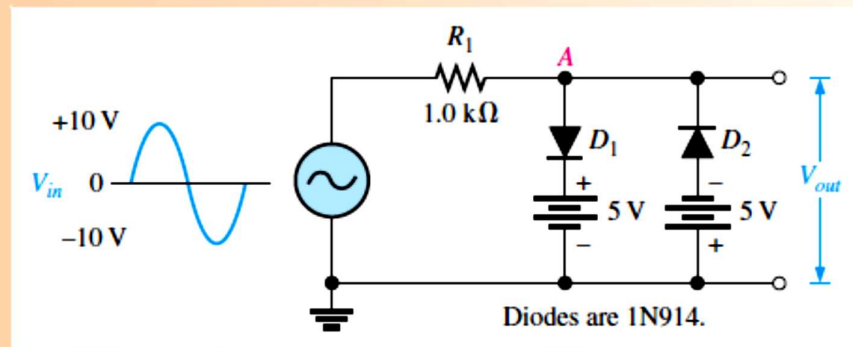 R1
A
+10 V
1.0 kΩ
D1
D2
Vin 0
+
–
Vout
5 V
5 V
–10 V
–
+
Diodes are 1N914.